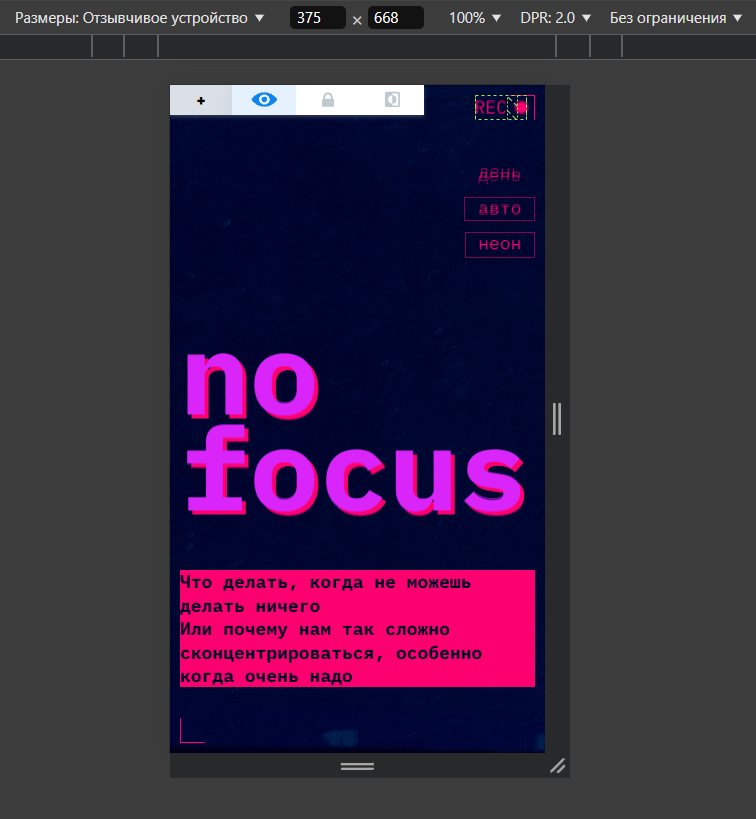 Размеры: Отзывчивое устройство ▼ 375 × 668 100% ▼ DPR: 2.0 ▼ Без ограничения ▼
+
REC
день
авто
неон
no
focus
Что делать, когда не можешь
делать ничего
Или почему нам так сложно
сконцентрироваться, особенно
когда очень надо